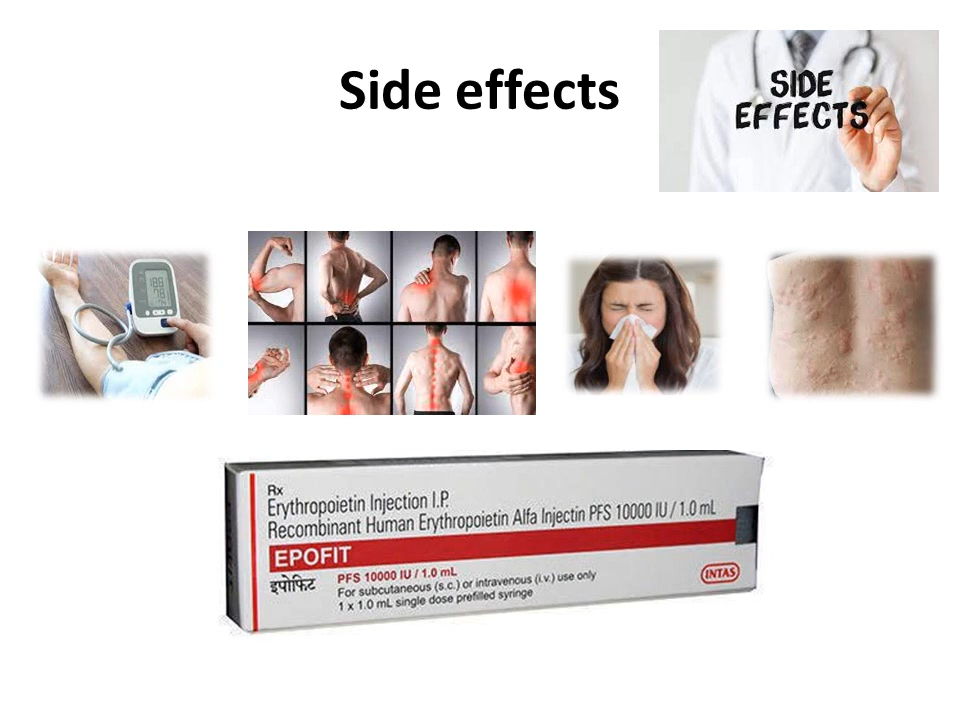 Side effects
SIDE
EFFECTS
Rx
Erythropoietin Injection I.P.
Recombinant Human Erythropoietin Alfa Injectin PFS 10000 IU / 1.0 mL
EPOFIT
इपोफिट
PFS 10000 IU / 1.0 mL
For subcutaneous (s.c.) or intravenous (i.v.) use only
1 x 1.0 mL single dose prefilled syringe
INTAS